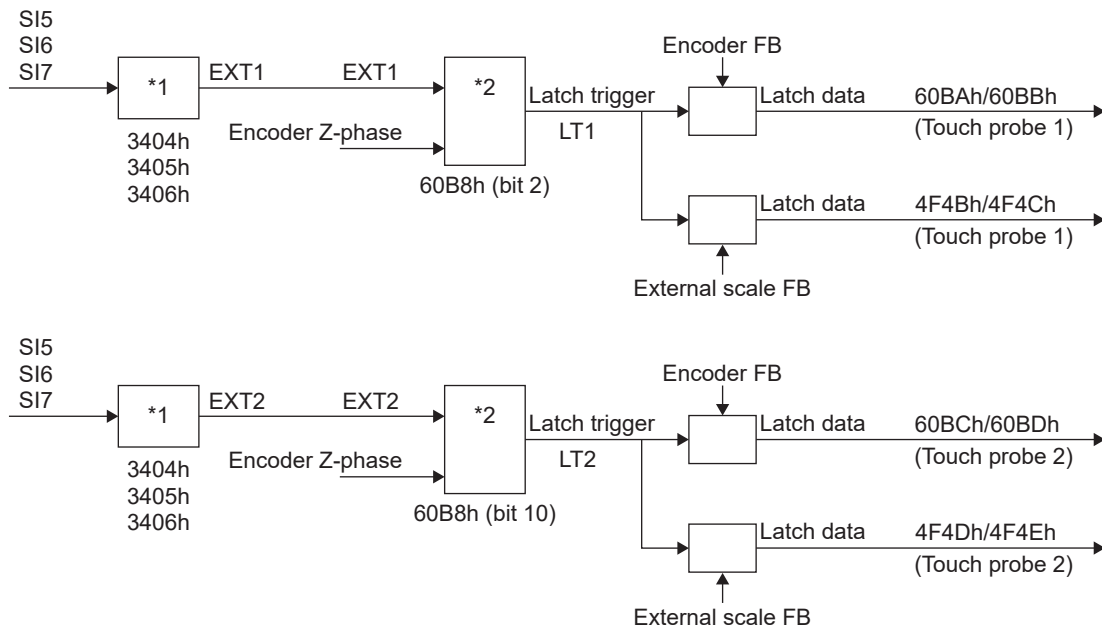 SI5
SI6
SI7
*1
3404h
3405h
3406h
EXT1
EXT1
Encoder Z-phase
*2
60B8h (bit 2)
Latch trigger
LT1
Encoder FB
Latch data
60BAh/60BBh
(Touch probe 1)
Latch data
4F4Bh/4F4Ch
(Touch probe 1)
External scale FB
SI5
SI6
SI7
*1
3404h
3405h
3406h
EXT2
EXT2
Encoder Z-phase
*2
60B8h (bit 10)
Latch trigger
LT2
Encoder FB
Latch data
60BCh/60BDh
(Touch probe 2)
Latch data
4F4Dh/4F4Eh
(Touch probe 2)
External scale FB